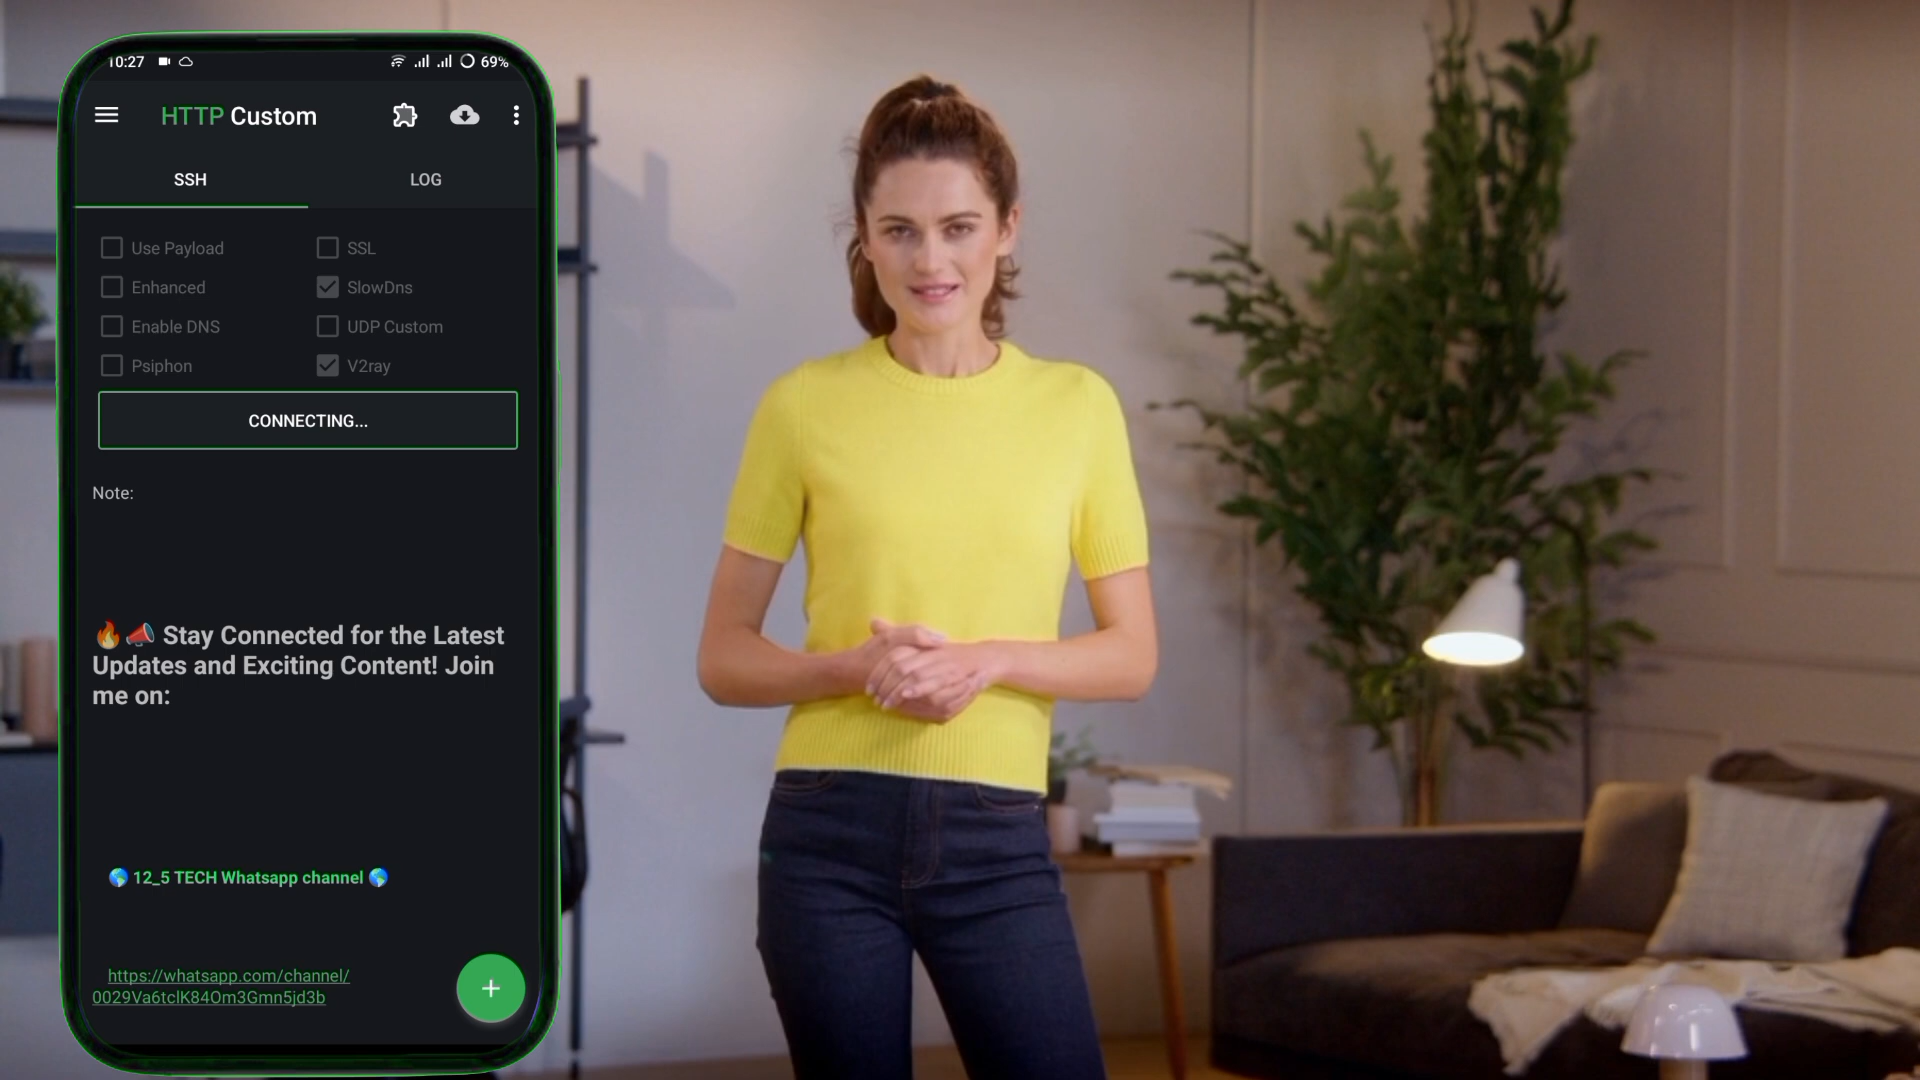 10:27
69%
HTTP Custom
SSH
LOG
Use Payload
SSL
Enhanced
SlowDns
Enable DNS
UDP Custom
Psiphon
V2ray
CONNECTING...
Note:
🔥📣 Stay Connected for the Latest
Updates and Exciting Content! Join
me on:
🌎 12_5 TECH Whatsapp channel 🌎
https://whatsapp.com/channel/
0029Va6tclK84Om3Gmn5jd3b
+